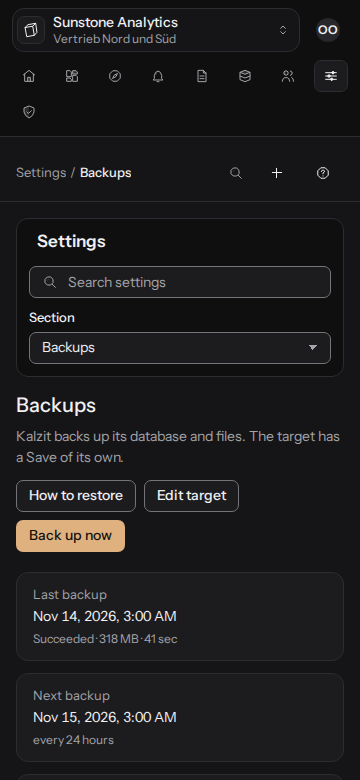 Sunstone Analytics
Vertrieb Nord und Süd
OO
Settings / Backups
Settings
Search settings
Section
Backups
Backups
Kalzit backs up its database and files. The target has
a Save of its own.
How to restore
Edit target
Back up now
Last backup
Nov 14, 2026, 3:00 AM
Succeeded · 318 MB · 41 sec
Next backup
Nov 15, 2026, 3:00 AM
every 24 hours